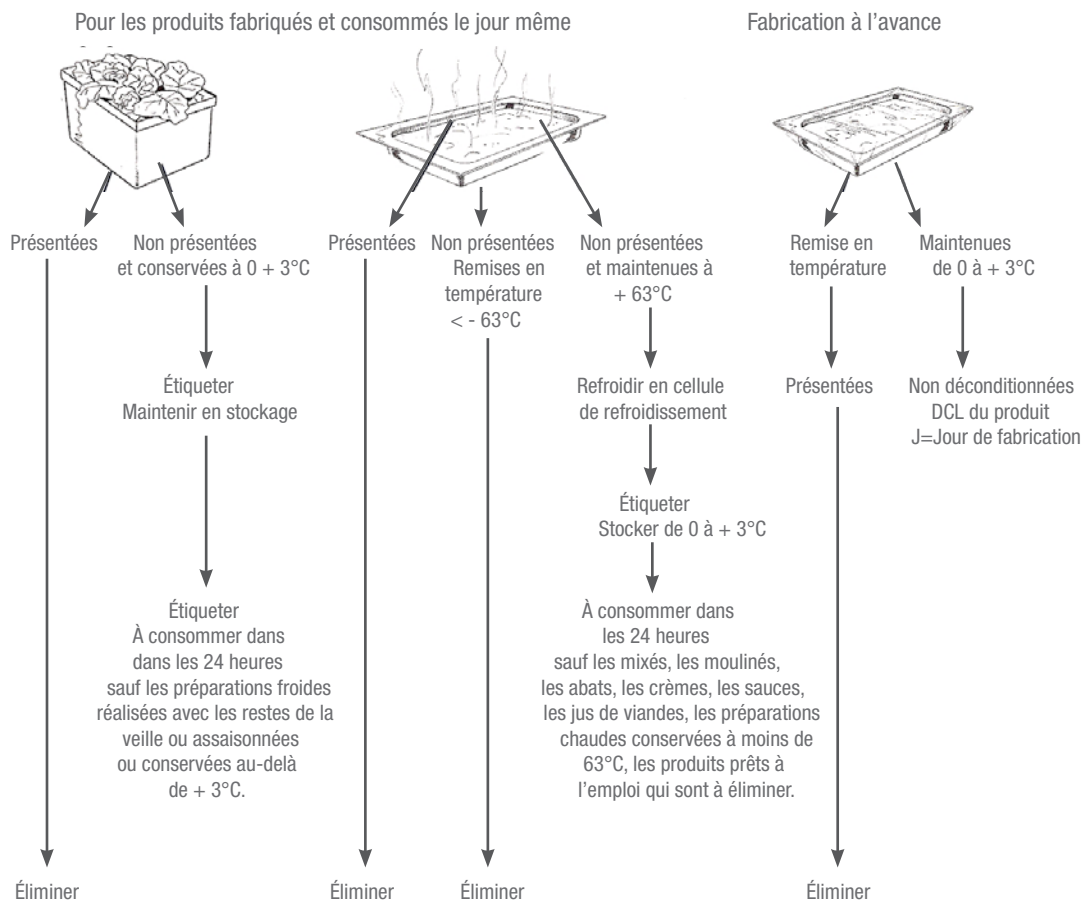 Pour les produits fabriqués et consommés le jour même
Fabrication à l’avance
Présentées
Non présentées
et conservées à 0 + 3°C
Étiqueter
Maintenir en stockage
Étiqueter
À consommer dans
dans les 24 heures
sauf les préparations froides
réalisées avec les restes de la
veille ou assaisonnées
ou conservées au-delà
de + 3°C.
Éliminer
Présentées
Éliminer
Non présentées
Remises en
température
< - 63°C
Éliminer
Non présentées
et maintenues à
+ 63°C
Refroidir en cellule
de refroidissement
Étiqueter
Stocker de 0 à + 3°C
À consommer dans
les 24 heures
sauf les mixés, les moulinés,
les abats, les crèmes, les sauces,
les jus de viandes, les préparations
chaudes conservées à moins de
63°C, les produits prêts à
l’emploi qui sont à éliminer.
Remise en
température
Présentées
Éliminer
Maintenues
de 0 à + 3°C
Non déconditionnées
DCL du produit
J=Jour de fabrication